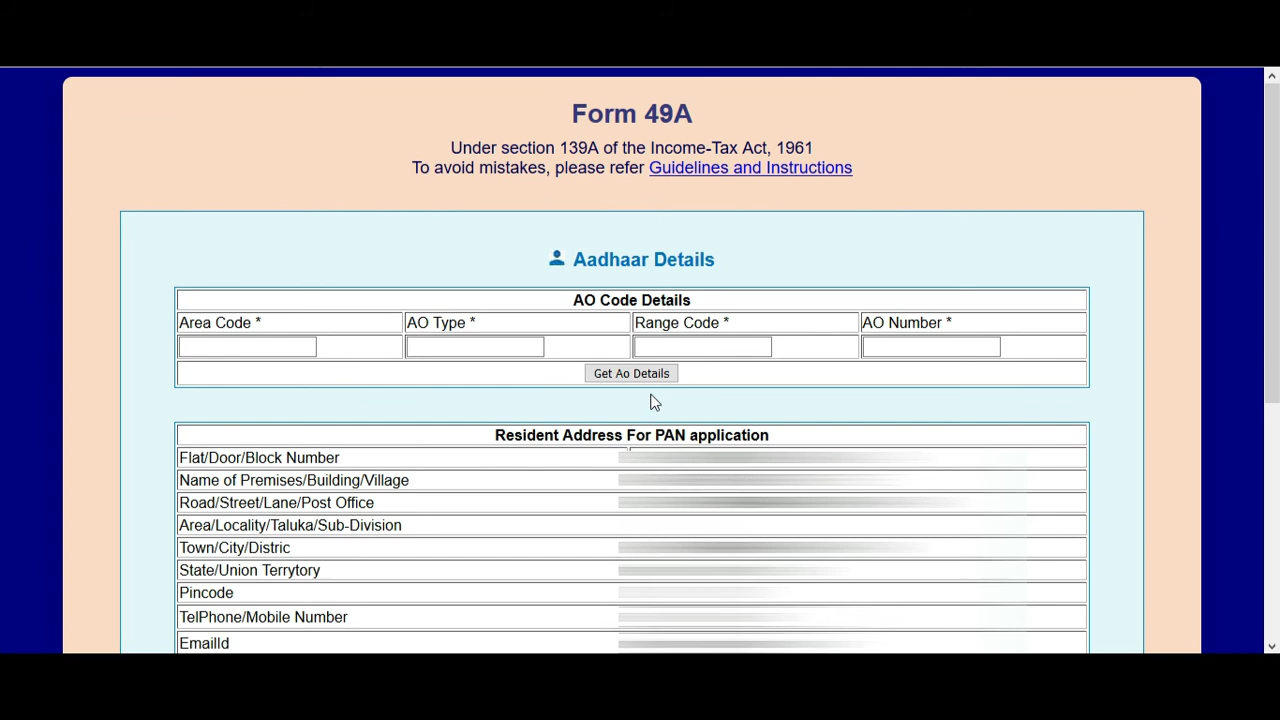 Form 49A
Under section 139A of the Income-Tax Act, 1961
To avoid mistakes, please refer Guidelines and Instructions
Aadhaar Details
AO Code Details
Area Code * AO Type * Range Code * AO Number *
Get Ao Details
Resident Address For PAN application
Flat/Door/Block Number
Name of Premises/Building/Village
Road/Street/Lane/Post Office
Area/Locality/Taluka/Sub-Division
Town/City/Distric
State/Union Terrytory
Pincode
TelPhone/Mobile Number
EmailId